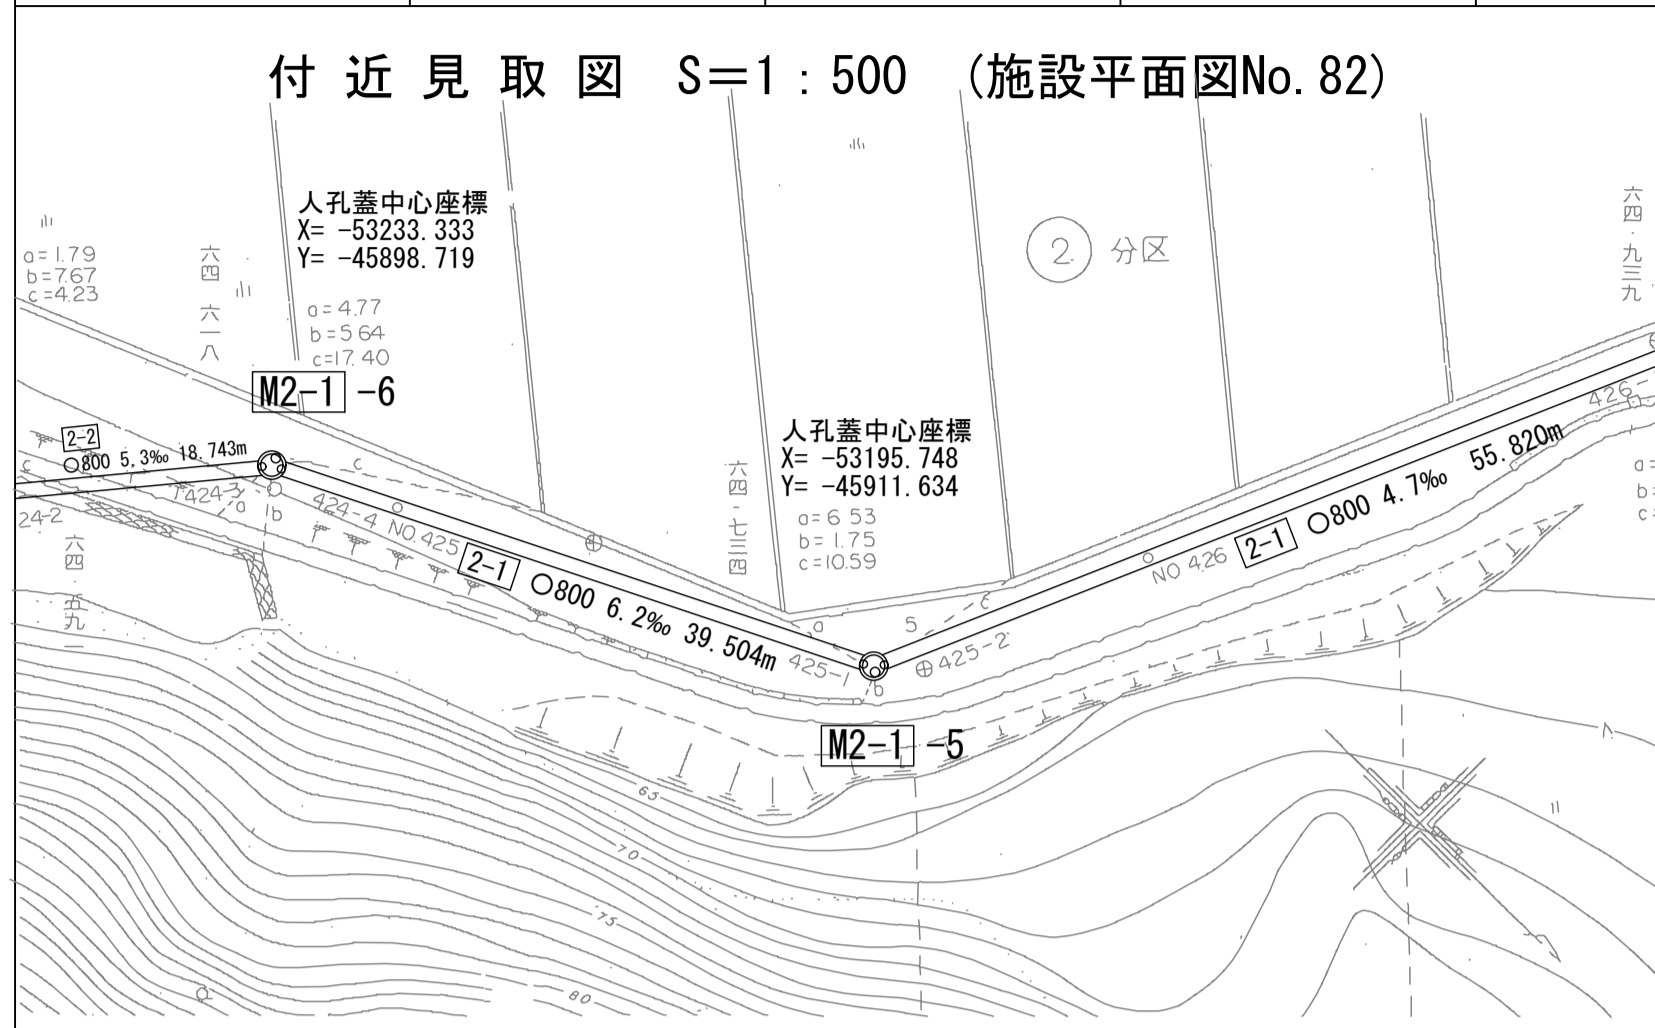 付近見取図 S=1:500 (施設平面図No.82)
人孔蓋中心座標
X= -53233.333
Y= -45898.719
a=1.79
b=7.67
c=4.23
六四 六一八
a=4.77
b=5.64
c=17.40
M2-1 -6
② 分区
六四・九三九
人孔蓋中心座標
X= -53195.748
Y= -45911.634
六四・七三四
a=6.53
b=1.75
c=10.59
2-2
○800 5.3‰ 18.743m
c
c
424-3
a
b
24-2
424-4
NO.425
2-1 ○800 6.2‰ 39.504m
六四・五九一
a
5
c
425-1
b
425-2
NO 426
2-1 ○800 4.7‰ 55.820m
426-
a=
b=
c=
M2-1 -5
65
70
75
80